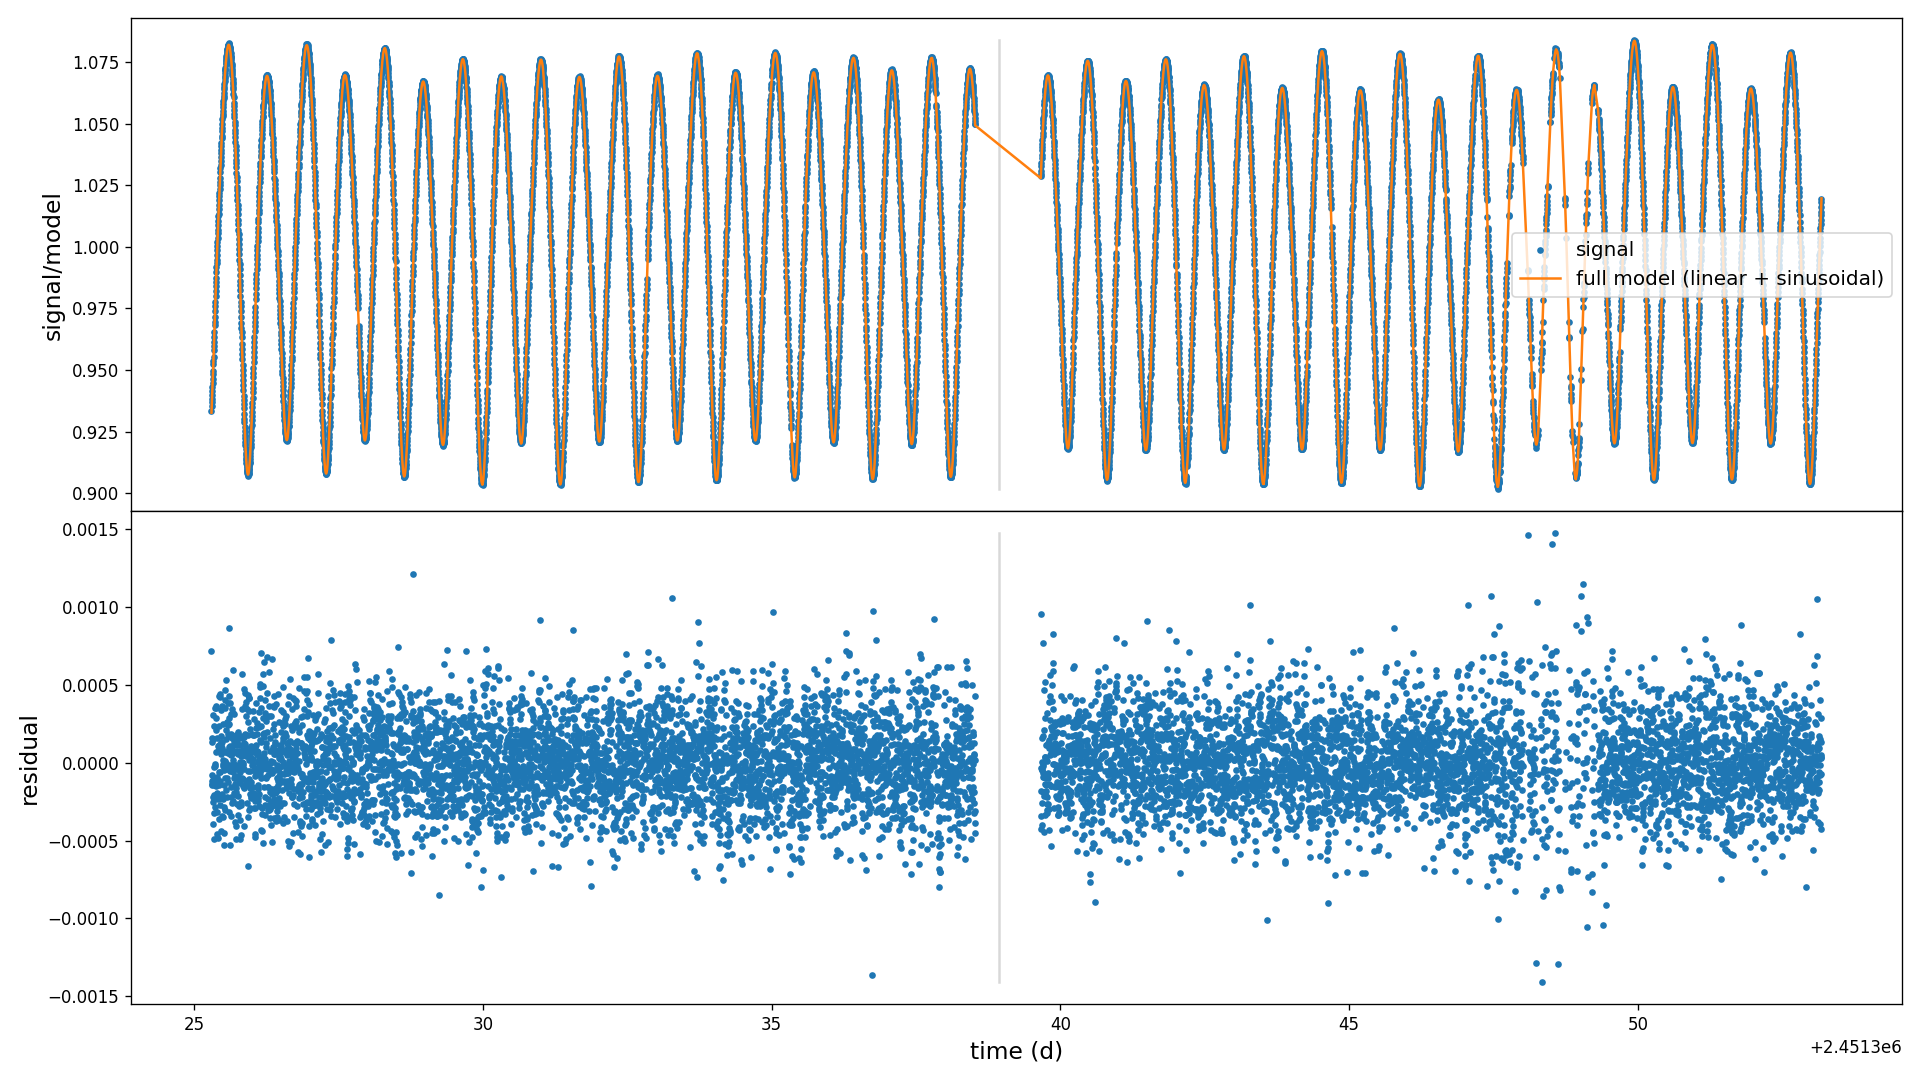 1.075
1.050
1.025
1.000
0.975
0.950
0.925
0.900
signal/model
signal
full model (linear + sinusoidal)
0.0015
0.0010
0.0005
0.0000
−0.0005
−0.0010
−0.0015
residual
25 30 35 40 45 50
time (d)
+2.4513e6